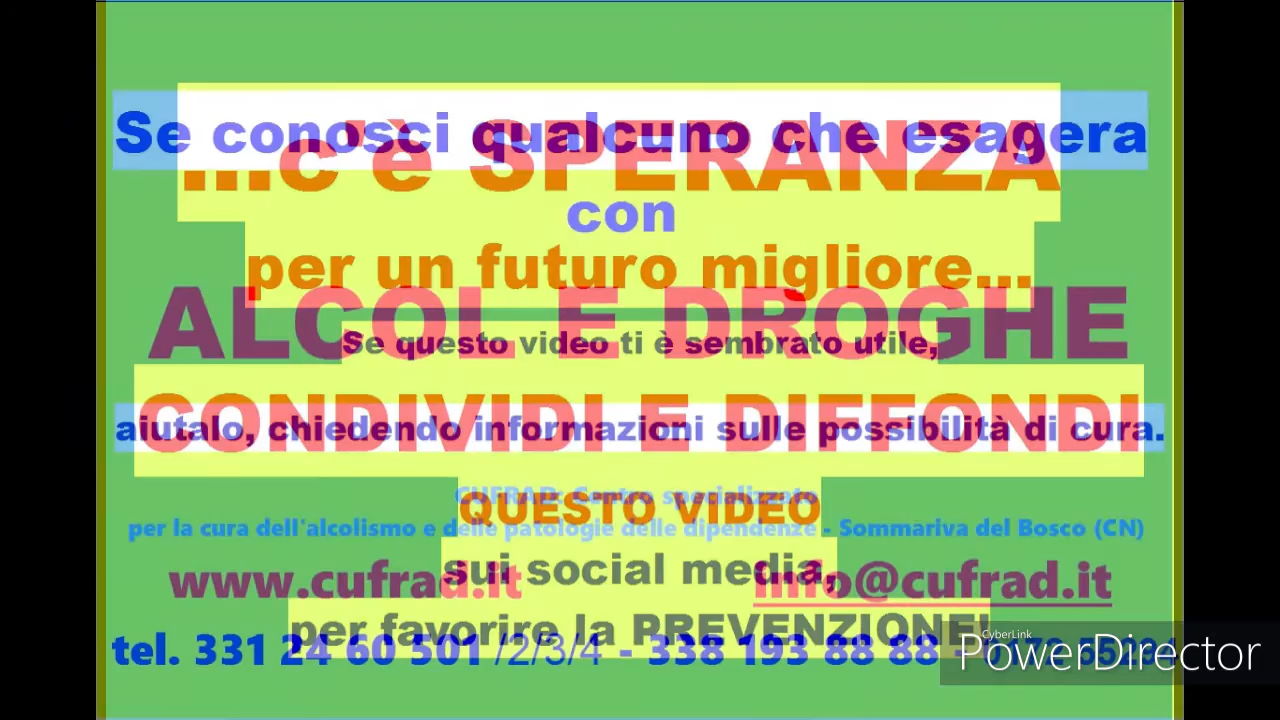 Se conosci qualcuno che esagera
...c'è SPERANZA
con
per un futuro migliore...
ALCOL E DROGHE
Se questo video ti è sembrato utile,
CONDIVIDI E DIFFONDI
aiutalo, chiedendo informazioni sulle possibilità di cura.
CUFRAD: Centro specializzato
QUESTO VIDEO
per la cura dell'alcolismo e delle patologie delle dipendenze - Sommariva del Bosco (CN)
sui social media,
www.cufrad.it info@cufrad.it
per favorire la PREVENZIONE!
tel. 331 24 60 501 /2/3/4 - 338 193 88 88 -
CyberLink
PowerDirector